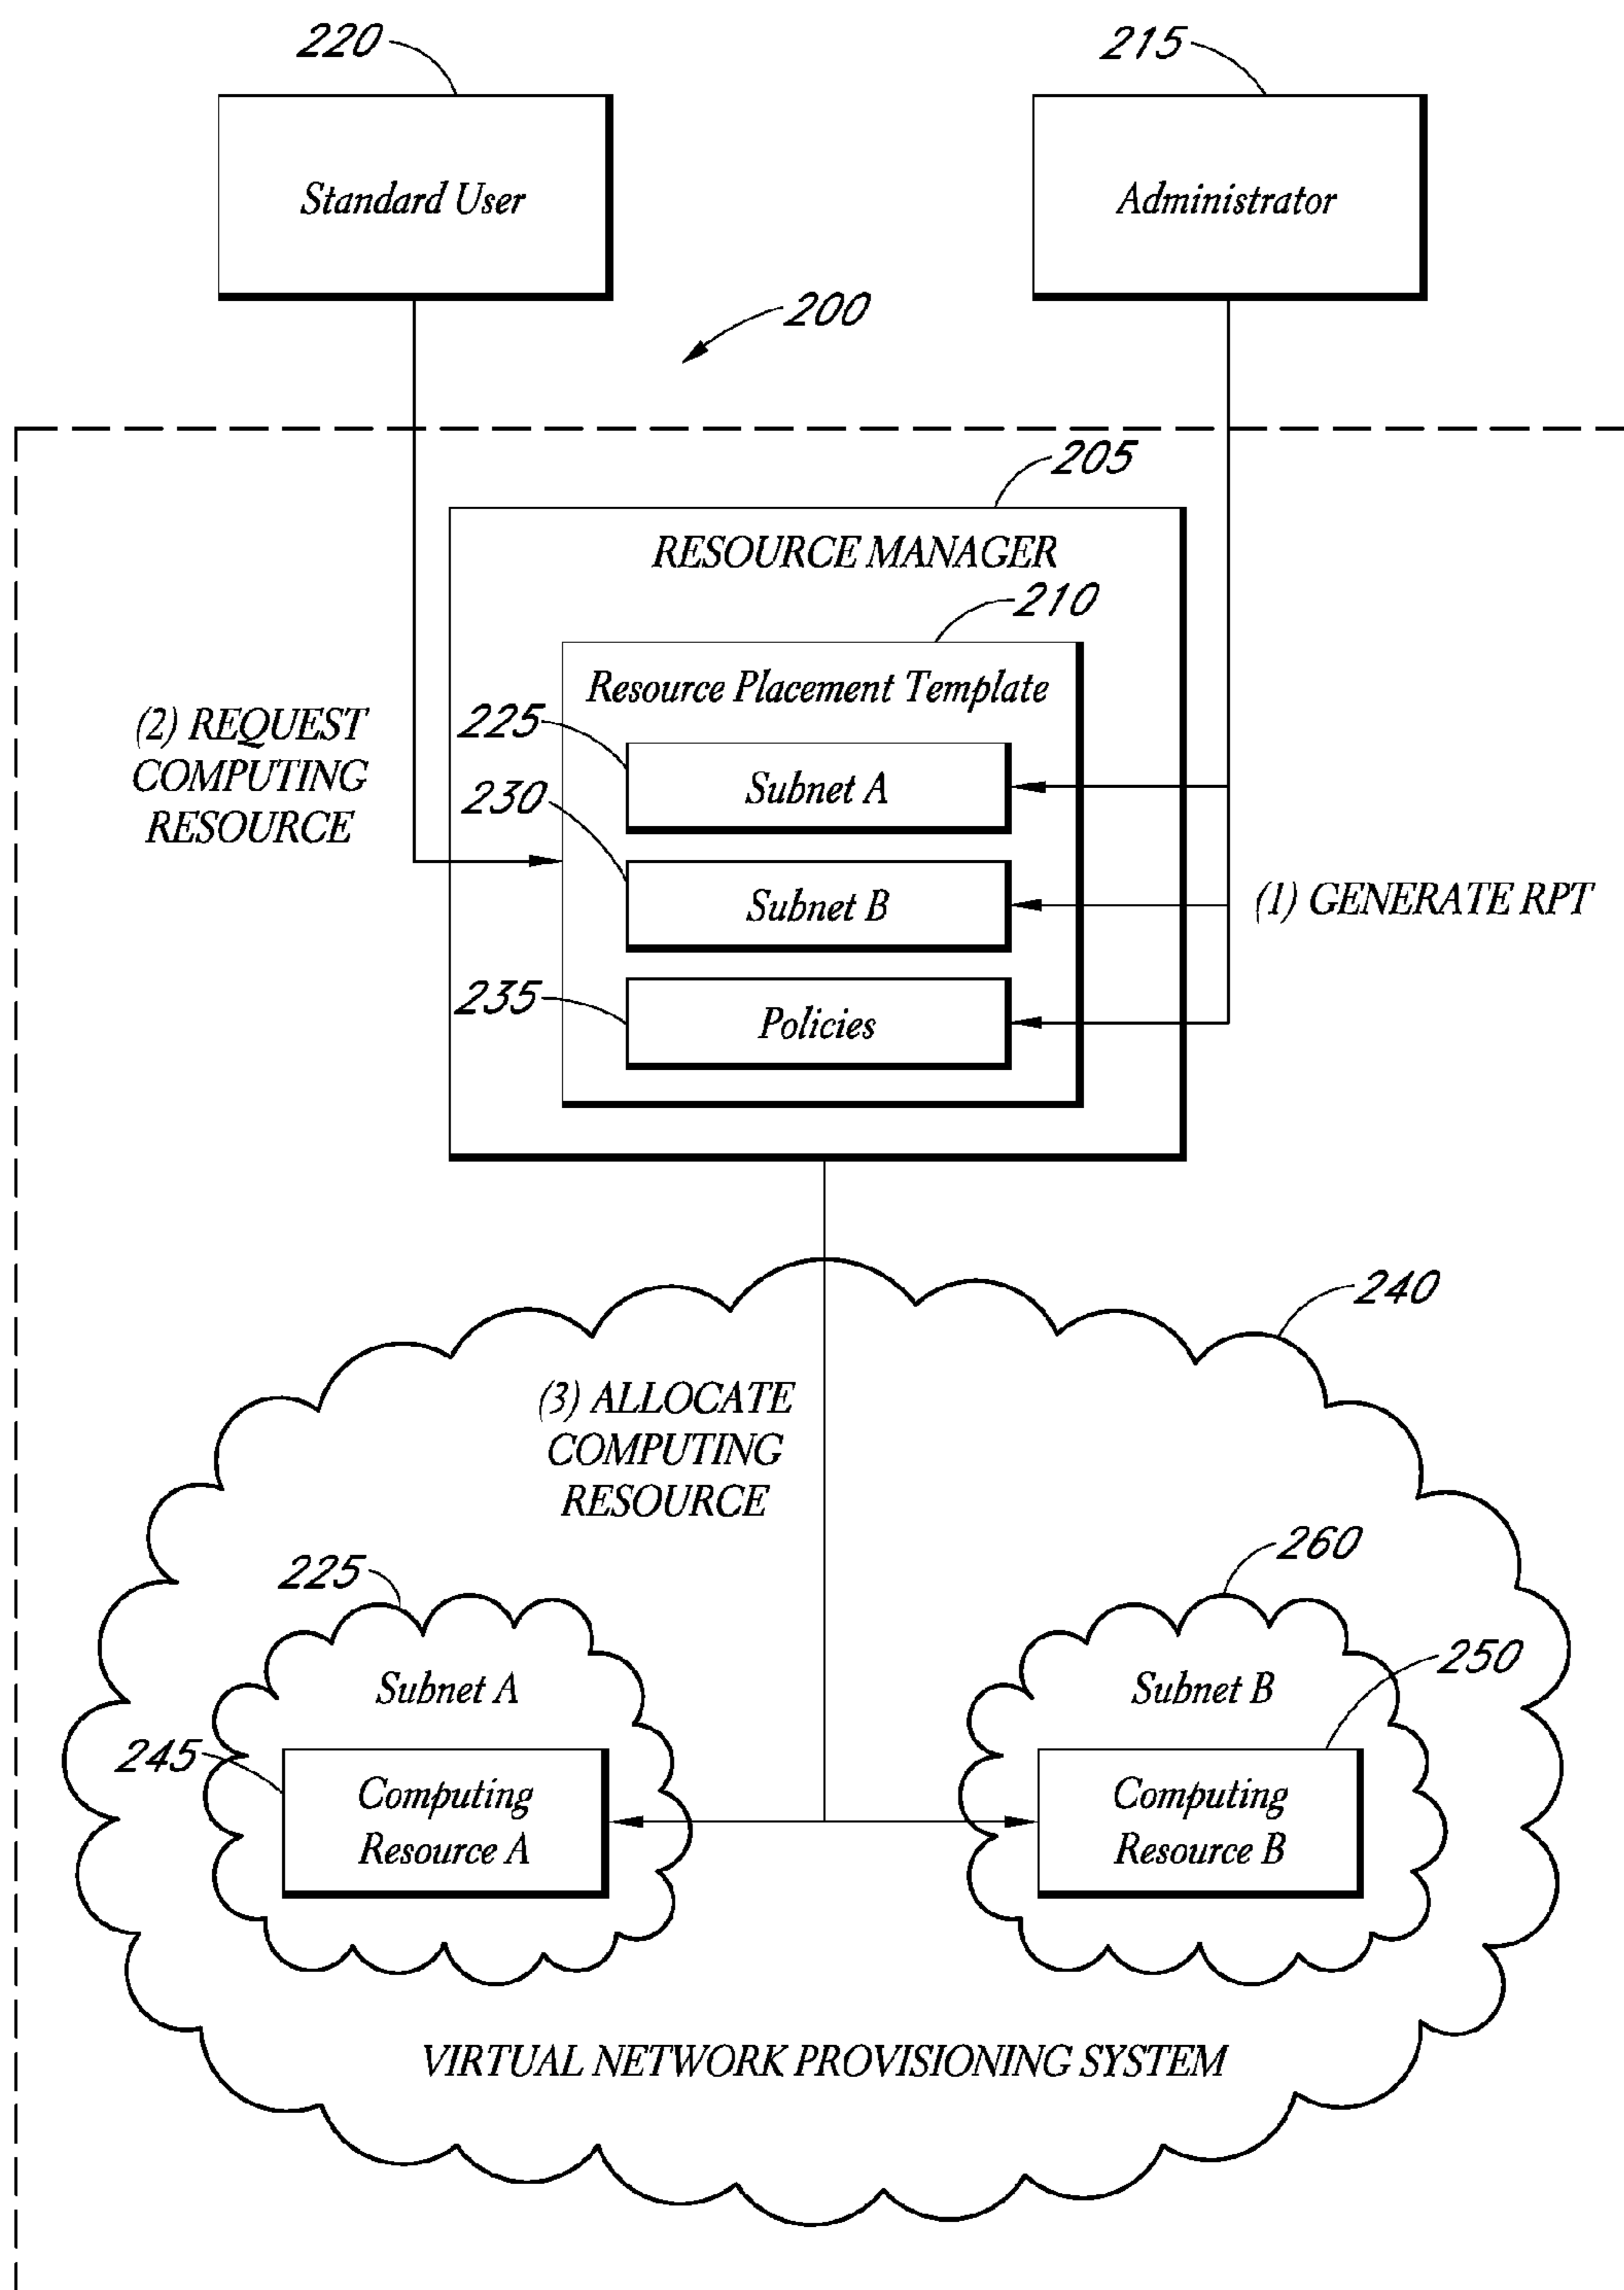 220
215
Standard User
Administrator
200
205
RESOURCE MANAGER
210
Resource Placement Template
225
Subnet A
(2) REQUEST
COMPUTING
RESOURCE
230
Subnet B
(1) GENERATE RPT
235
Policies
240
(3) ALLOCATE
COMPUTING
RESOURCE
225
260
Subnet A
Subnet B
250
245
Computing
Resource A
Computing
Resource B
VIRTUAL NETWORK PROVISIONING SYSTEM